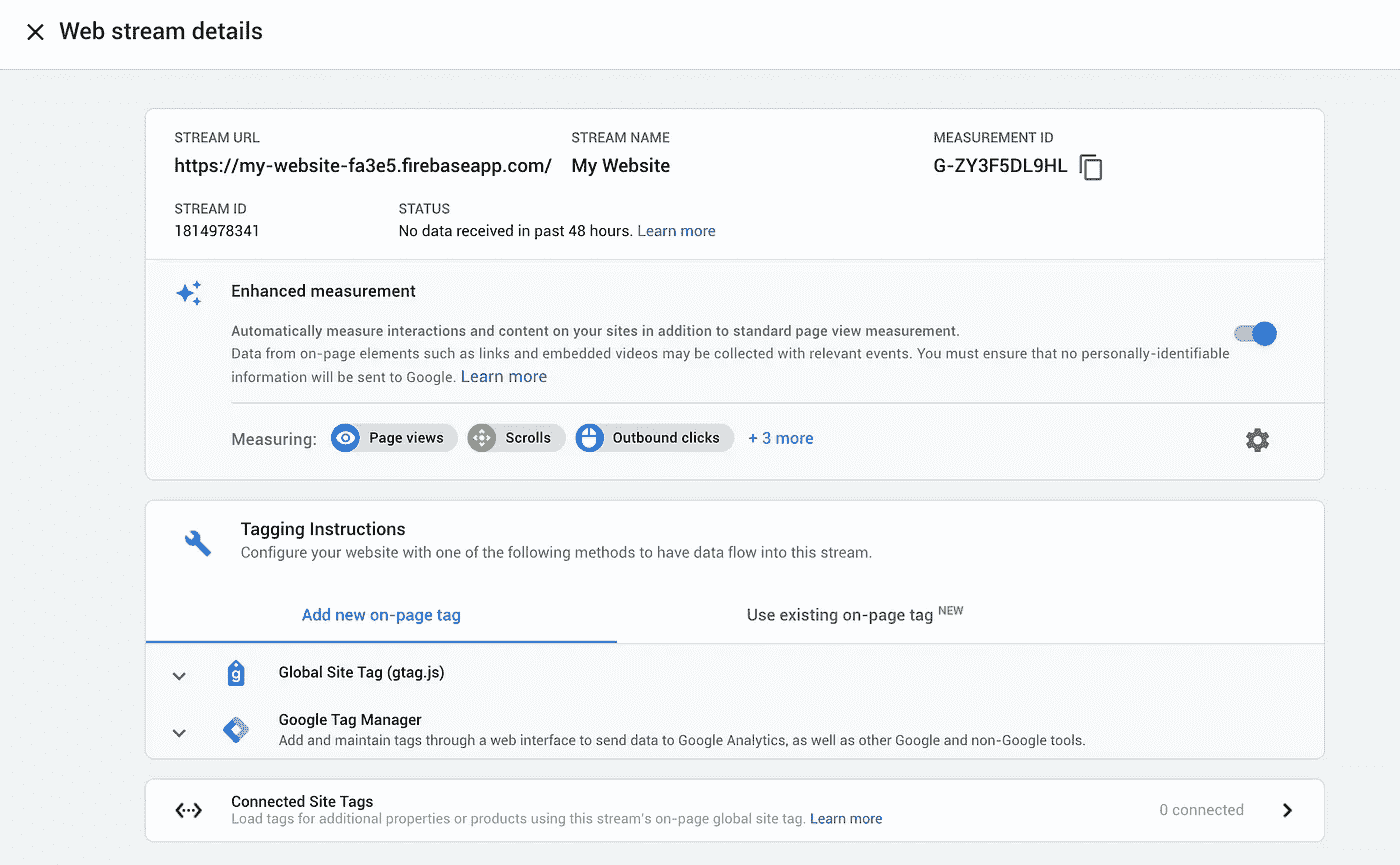 Web stream details
STREAM URL
STREAM NAME
MEASUREMENT ID
https://my-website-fa3e5.firebaseapp.com/
My Website
G-ZY3F5DL9HL
STREAM ID
STATUS
1814978341
No data received in past 48 hours. Learn more
Enhanced measurement
Automatically measure interactions and content on your sites in addition to standard page view measurement.
Data from on-page elements such as links and embedded videos may be collected with relevant events. You must ensure that no personally-identifiable
information will be sent to Google. Learn more
Measuring: Page views Scrolls Outbound clicks + 3 more
Tagging Instructions
Configure your website with one of the following methods to have data flow into this stream.
Add new on-page tag
Use existing on-page tag NEW
g
Global Site Tag (gtag.js)
Google Tag Manager
Add and maintain tags through a web interface to send data to Google Analytics, as well as other Google and non-Google tools.
Connected Site Tags
Load tags for additional properties or products using this stream's on-page global site tag. Learn more
0 connected